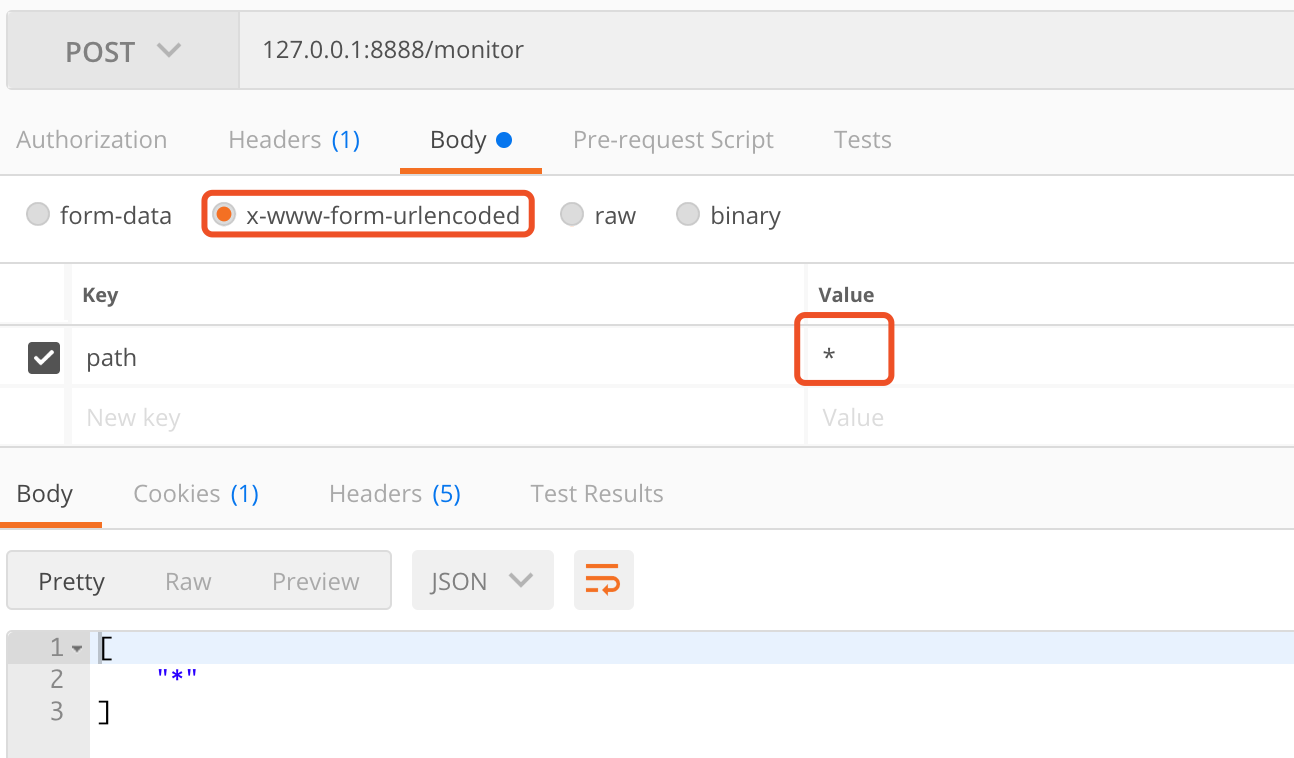 POST 127.0.0.1:8888/monitor
Authorization Headers (1) Body Pre-request Script Tests
form-data x-www-form-urlencoded raw binary
Key Value
path *
New key Value
Body Cookies (1) Headers (5) Test Results
Pretty Raw Preview JSON
1 [
2 "*"
3 ]